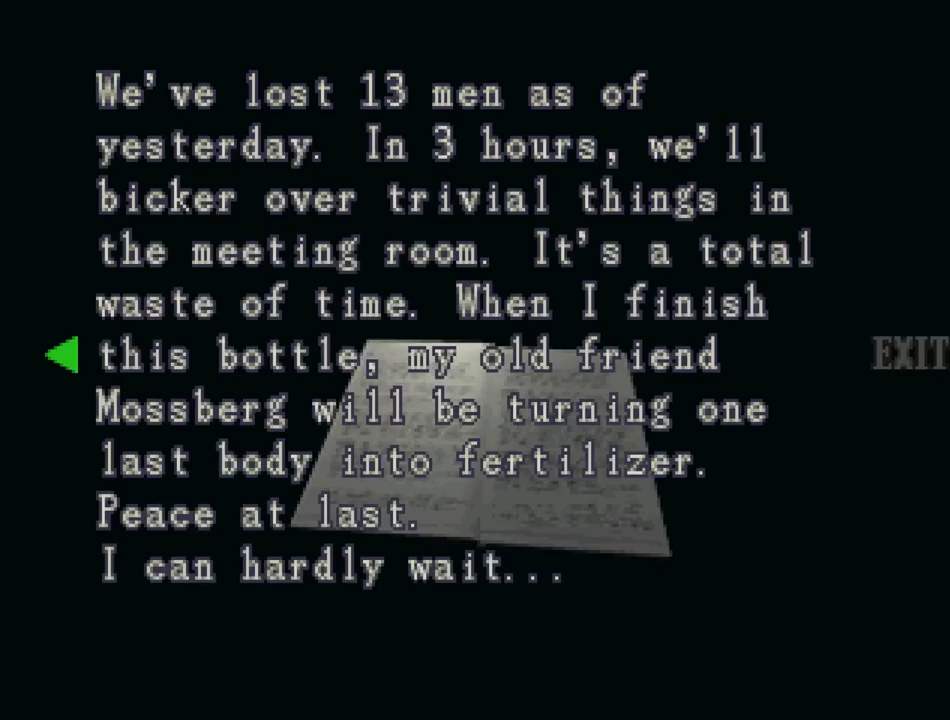 We've lost 13 men as of
yesterday. In 3 hours, we'll
bicker over trivial things in
the meeting room. It's a total
waste of time. When I finish
this bottle, my old friend
EXIT
Mossberg will be turning one
last body into fertilizer.
Peace at last.
I can hardly wait...